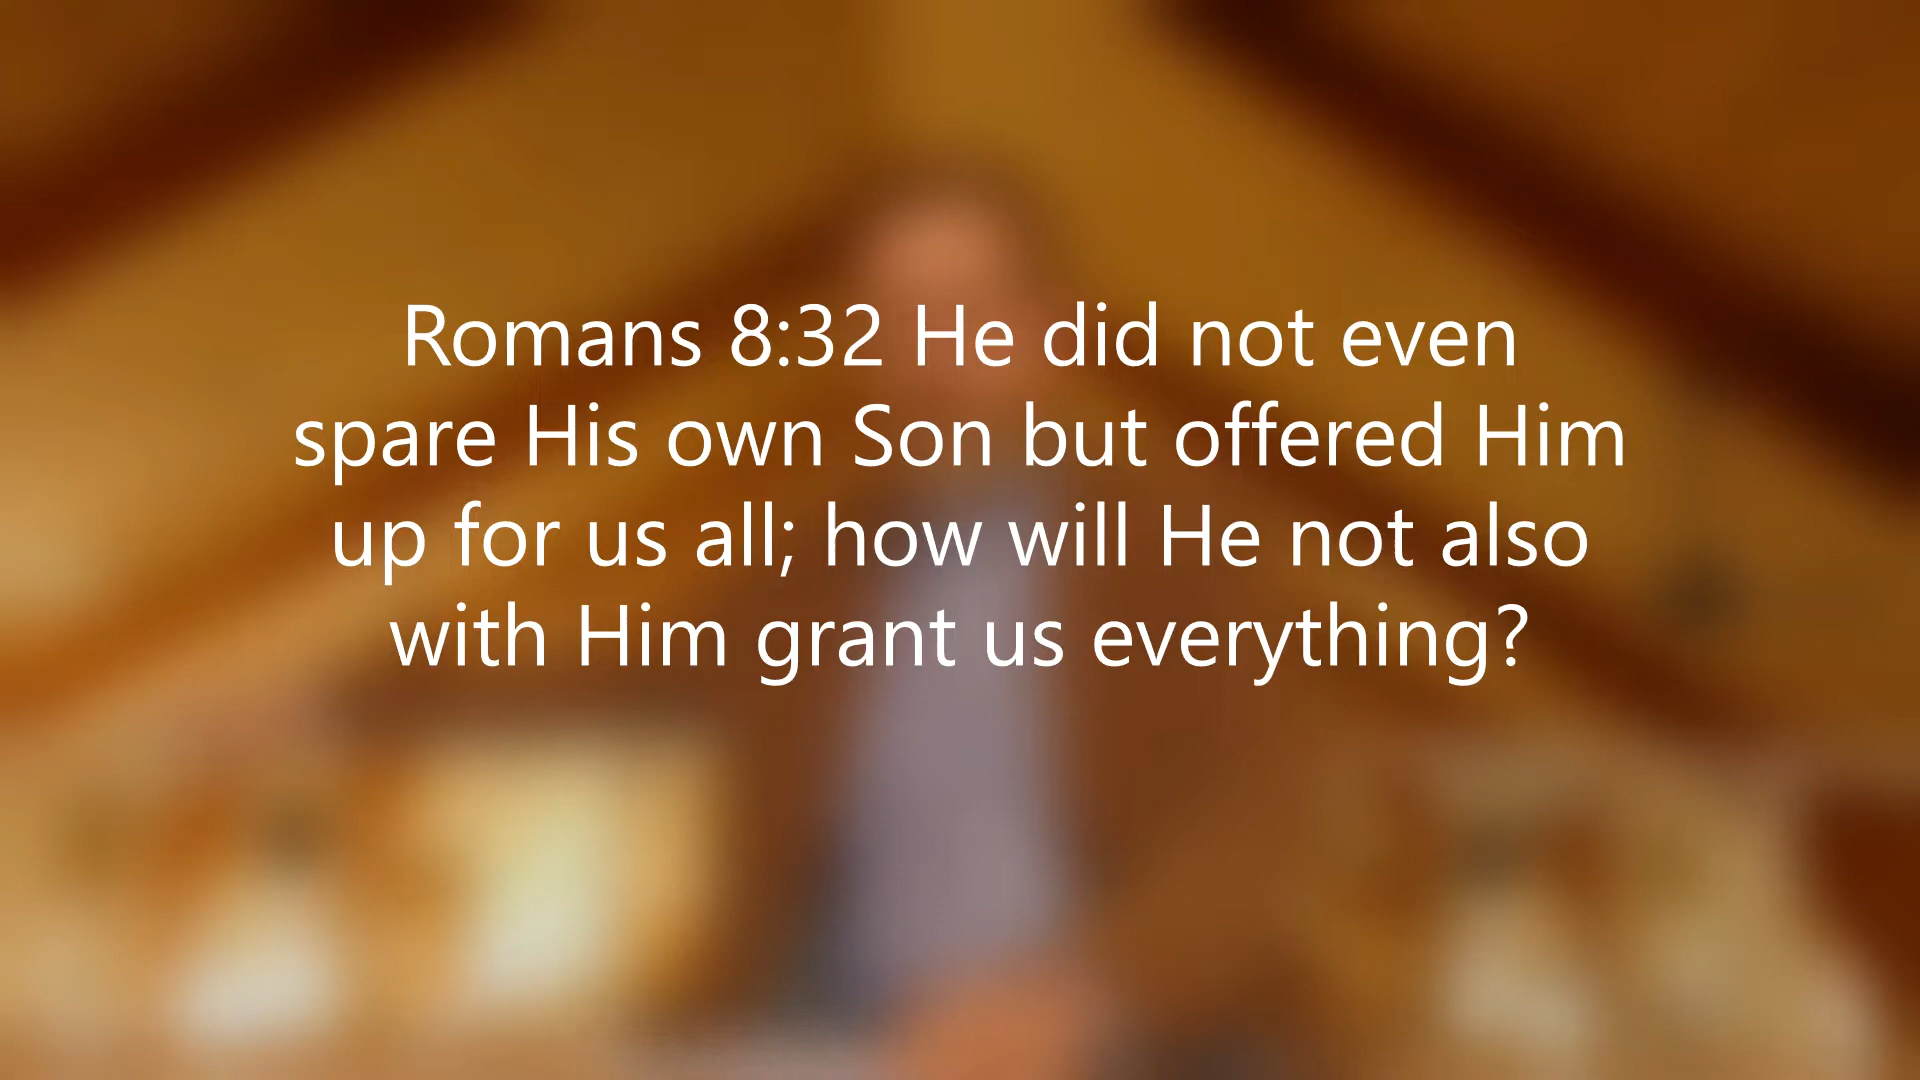 Romans 8:32 He did not even
spare His own Son but offered Him
up for us all; how will He not also
with Him grant us everything?